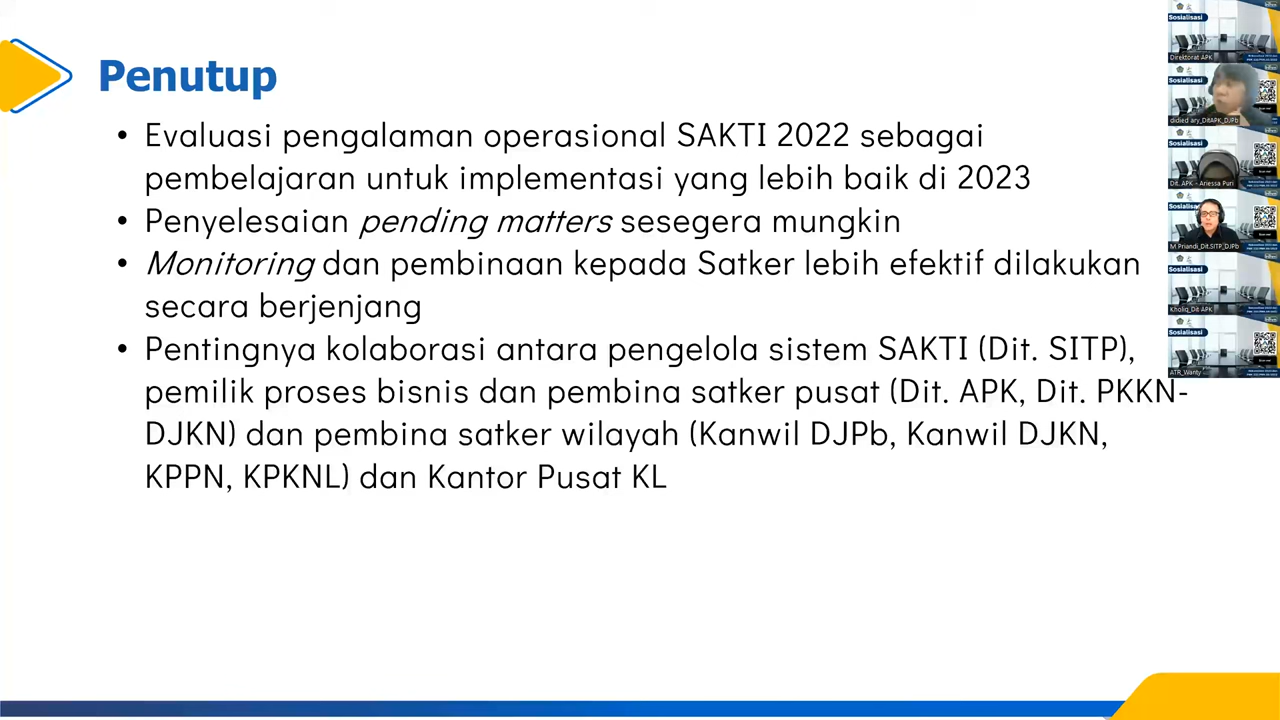 Penutup
• Evaluasi pengalaman operasional SAKTI 2022 sebagai
pembelajaran untuk implementasi yang lebih baik di 2023
• Penyelesaian pending matters sesegera mungkin
• Monitoring dan pembinaan kepada Satker lebih efektif dilakukan
secara berjenjang
• Pentingnya kolaborasi antara pengelola sistem SAKTI (Dit. SITP),
pemilik proses bisnis dan pembina satker pusat (Dit. APK, Dit. PKKN-
DJKN) dan pembina satker wilayah (Kanwil DJPb, Kanwil DJKN,
KPPN, KPKNL) dan Kantor Pusat KL
Sosialisasi
Direktorat APK
Sosialisasi
didied ary_DitAPK_DJPb
Sosialisasi
Dit. APK - Ariessa Puri
Sosialisasi
M Priandi_Dit.SITP_DJPb
Sosialisasi
Kholiq_Dit APK
Sosialisasi
ATR_Wanty